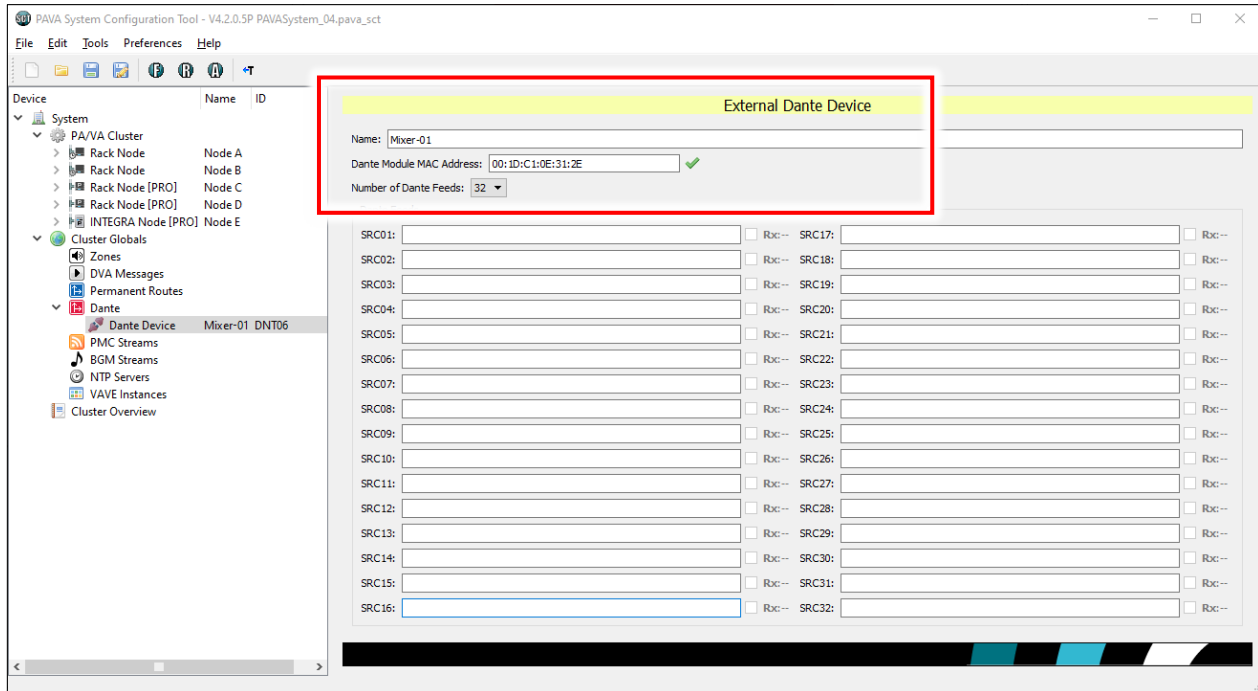 PAVA System Configuration Tool - V4.2.0.5P PAVASystem_04.pava_sct
File Edit Tools Preferences Help
Device Name ID
System
PA/VA Cluster
Rack Node Node A
Rack Node Node B
Rack Node [PRO] Node C
Rack Node [PRO] Node D
INTEGRA Node [PRO] Node E
Cluster Globals
Zones
DVA Messages
Permanent Routes
Dante
Dante Device Mixer-01 DNT06
PMC Streams
BGM Streams
NTP Servers
VAVE Instances
Cluster Overview
External Dante Device
Name: Mixer-01
Dante Module MAC Address: 00:1D:C1:0E:31:2E
Number of Dante Feeds: 32
SRC01: Rx:-- SRC17: Rx:--
SRC02: Rx:-- SRC18: Rx:--
SRC03: Rx:-- SRC19: Rx:--
SRC04: Rx:-- SRC20: Rx:--
SRC05: Rx:-- SRC21: Rx:--
SRC06: Rx:-- SRC22: Rx:--
SRC07: Rx:-- SRC23: Rx:--
SRC08: Rx:-- SRC24: Rx:--
SRC09: Rx:-- SRC25: Rx:--
SRC10: Rx:-- SRC26: Rx:--
SRC11: Rx:-- SRC27: Rx:--
SRC12: Rx:-- SRC28: Rx:--
SRC13: Rx:-- SRC29: Rx:--
SRC14: Rx:-- SRC30: Rx:--
SRC15: Rx:-- SRC31: Rx:--
SRC16: Rx:-- SRC32: Rx:--